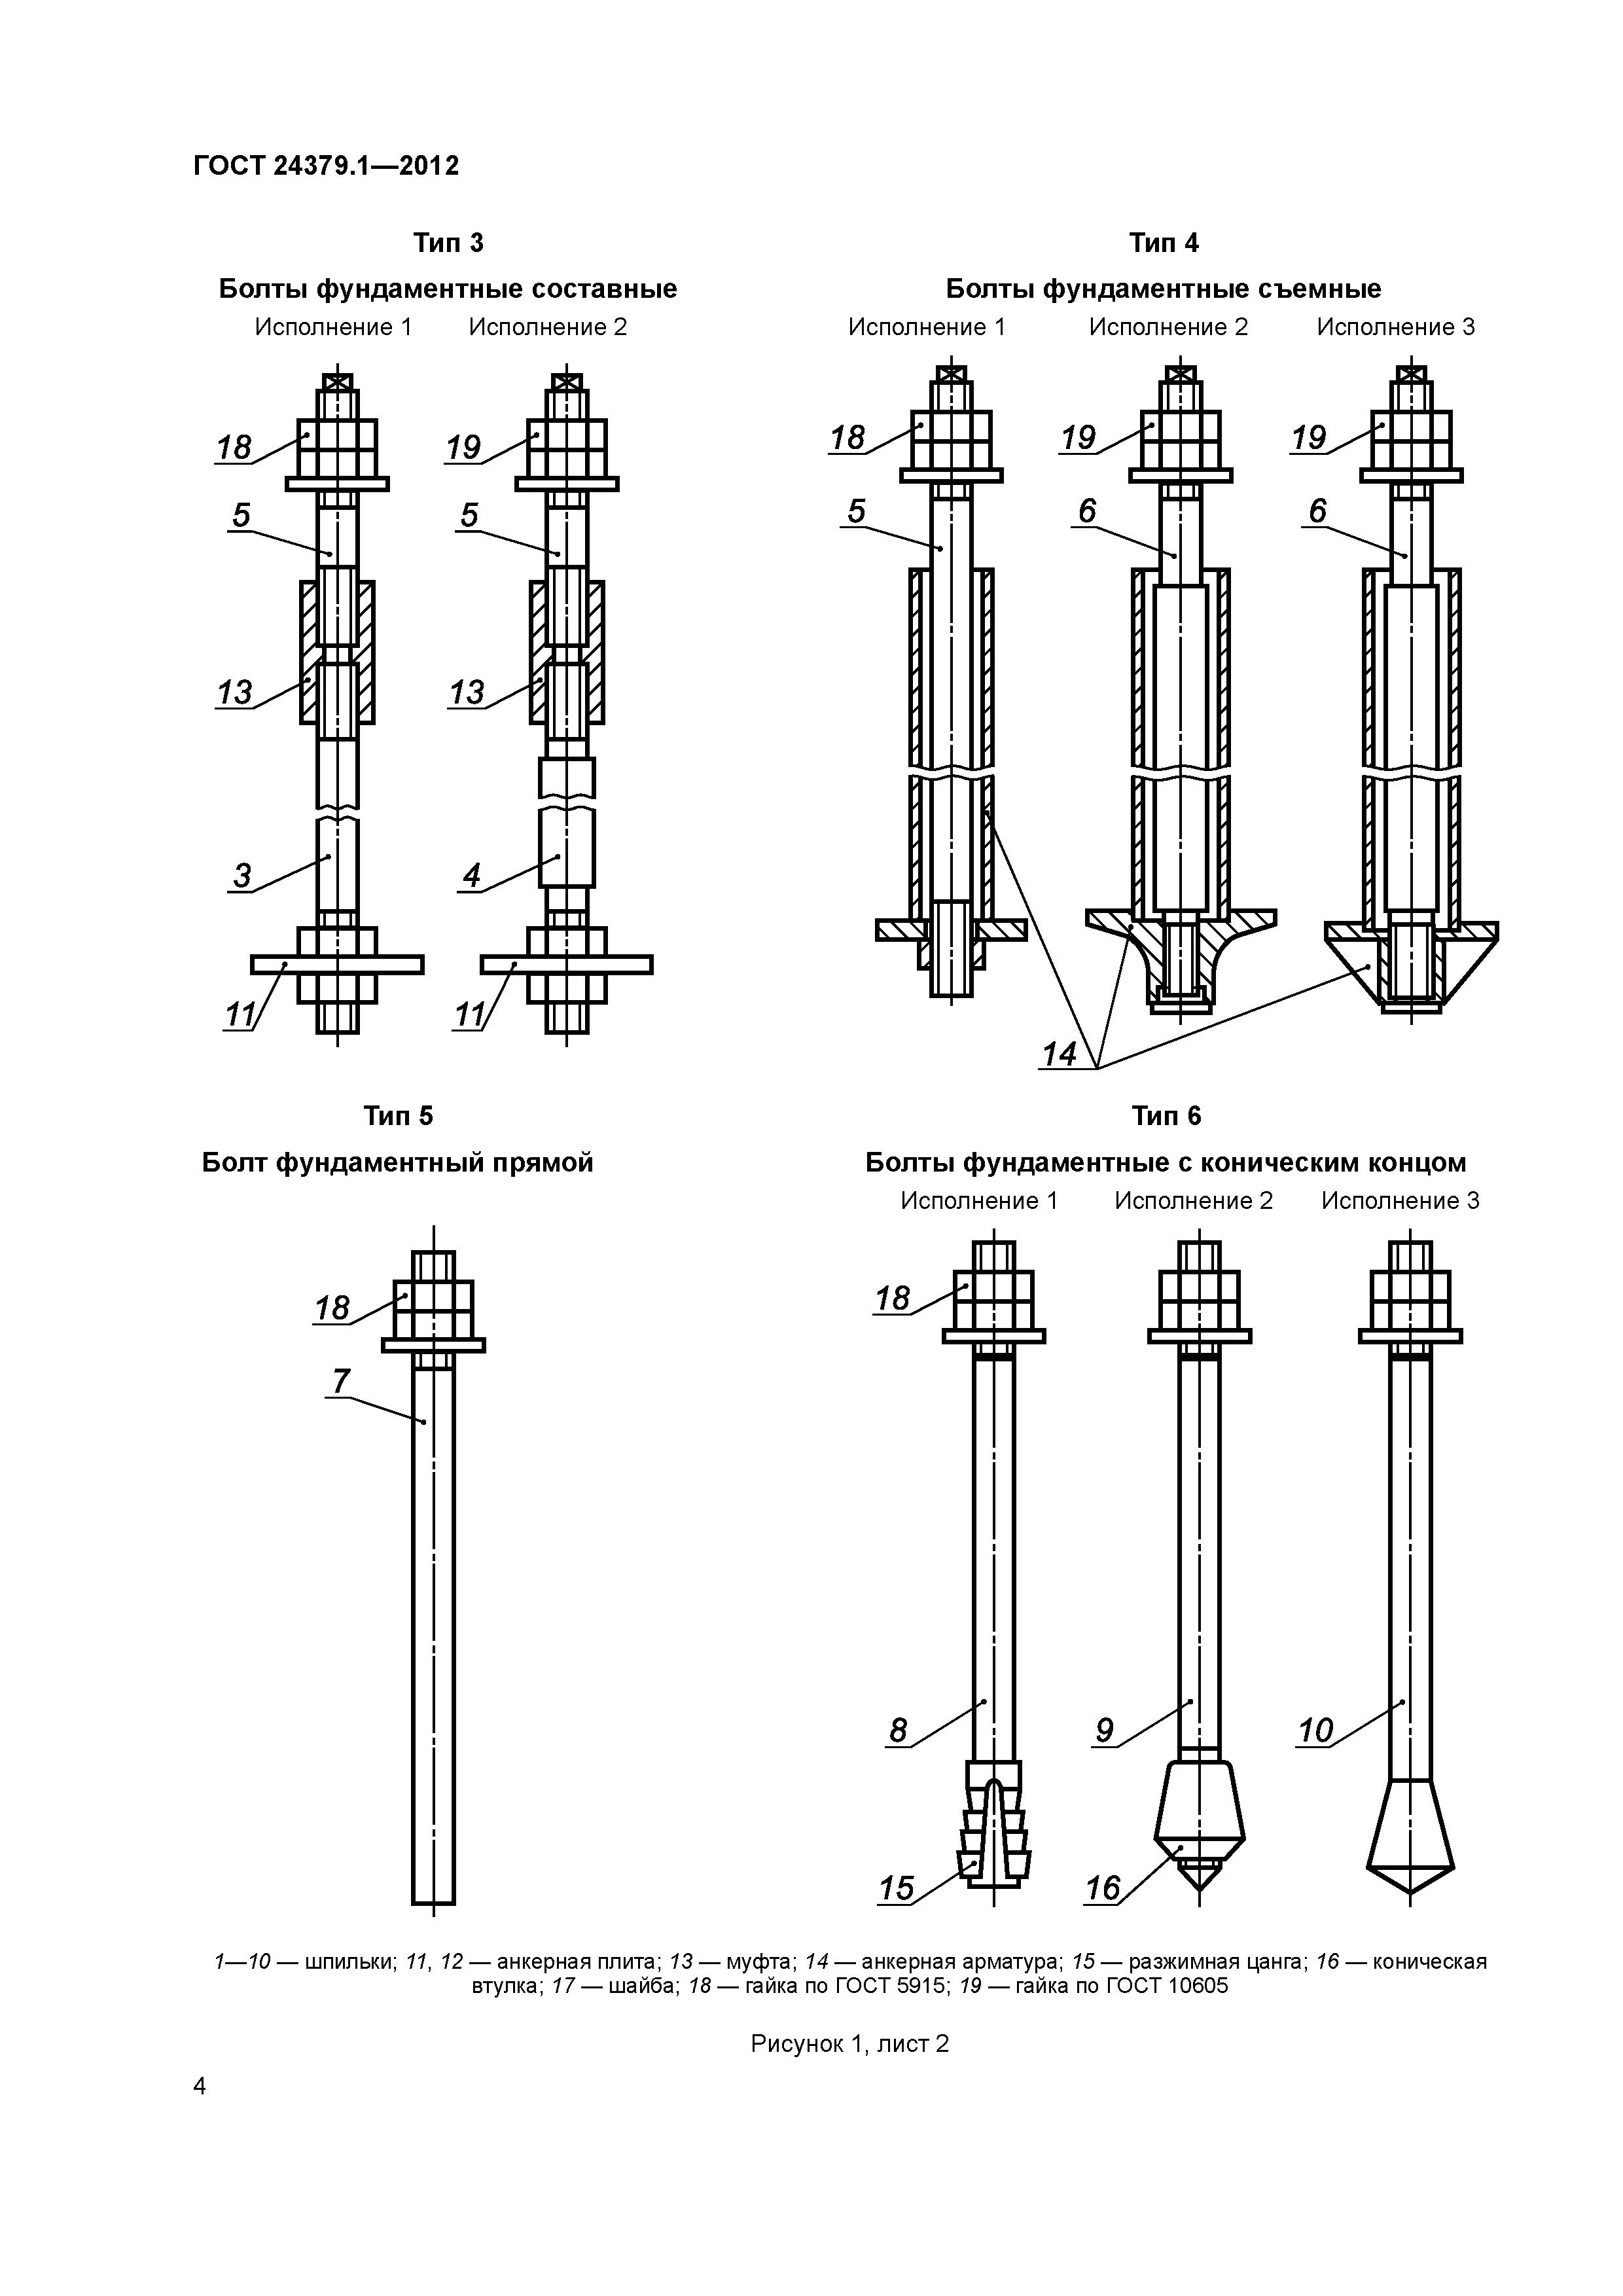 ГОСТ 24379.1—2012
Тип 3
Болты фундаментные составные
Исполнение 1 Исполнение 2
18
19
5
5
13
13
3
4
11
11
Тип 4
Болты фундаментные съемные
Исполнение 1 Исполнение 2 Исполнение 3
18
19
19
5
6
6
14
Тип 5
Болт фундаментный прямой
18
7
Тип 6
Болты фундаментные с коническим концом
Исполнение 1 Исполнение 2 Исполнение 3
18
8
9
10
15
16
1—10 — шпильки; 11, 12 — анкерная плита; 13 — муфта; 14 — анкерная арматура; 15 — разжимная цанга; 16 — коническая
втулка; 17 — шайба; 18 — гайка по ГОСТ 5915; 19 — гайка по ГОСТ 10605
Рисунок 1, лист 2
4